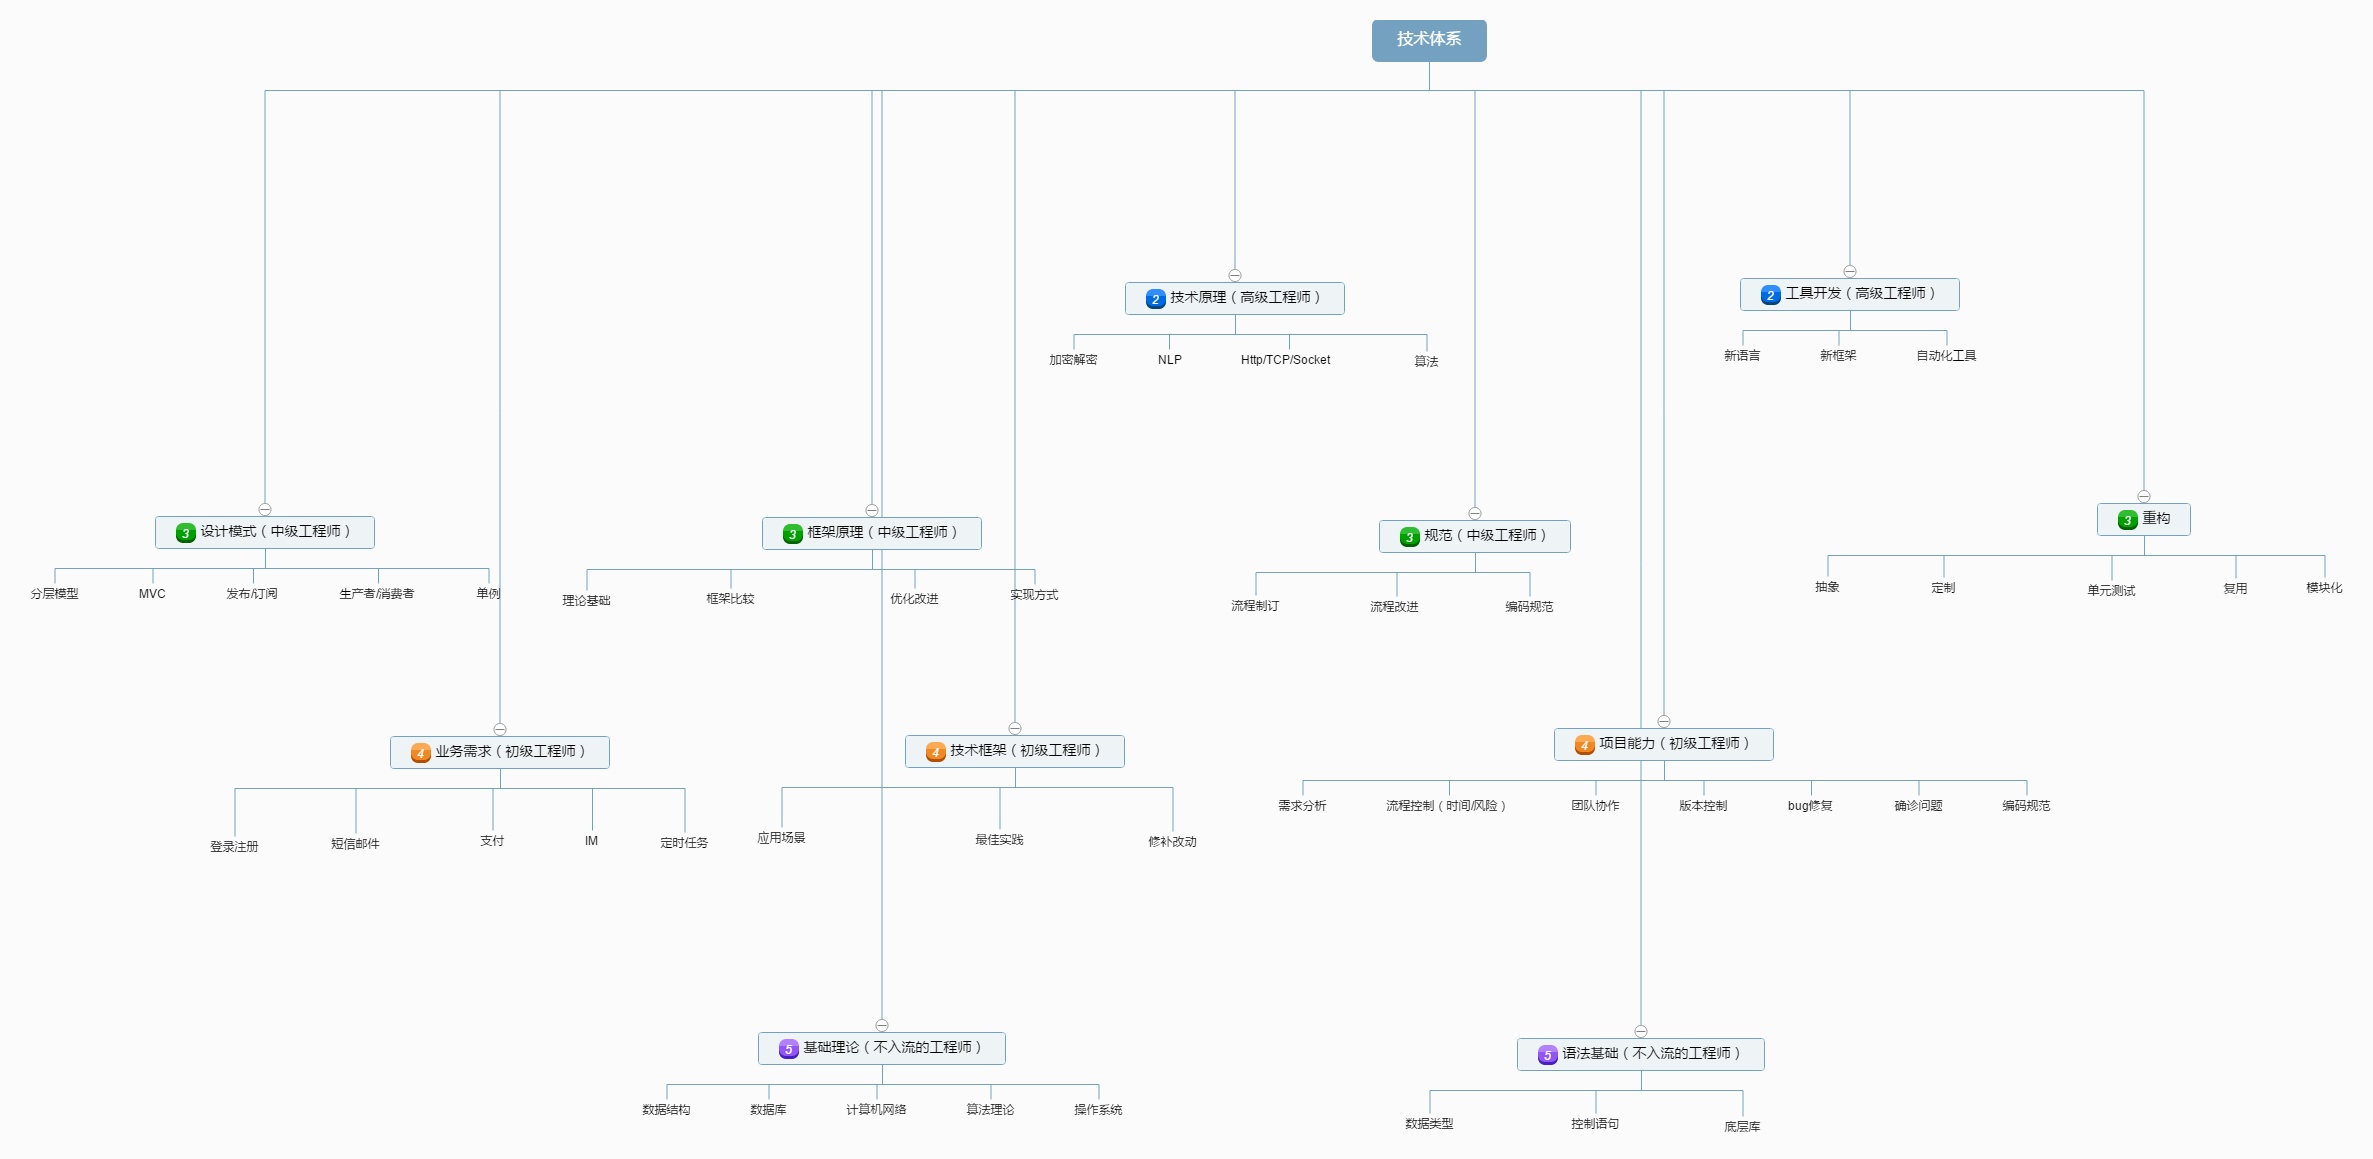 技术体系
2 技术原理（高级工程师）
加密解密
NLP
Http/TCP/Socket
算法
2 工具开发（高级工程师）
新语言
新框架
自动化工具
3 设计模式（中级工程师）
分层模型
MVC
发布/订阅
生产者/消费者
单例
3 框架原理（中级工程师）
理论基础
框架比较
优化改进
实现方式
3 规范（中级工程师）
流程制订
流程改进
编码规范
3 重构
抽象
定制
单元测试
复用
模块化
4 业务需求（初级工程师）
登录注册
短信邮件
支付
IM
定时任务
4 技术框架（初级工程师）
应用场景
最佳实践
修补改动
4 项目能力（初级工程师）
需求分析
流程控制（时间/风险）
团队协作
版本控制
bug修复
确诊问题
编码规范
5 基础理论（不入流的工程师）
数据结构
数据库
计算机网络
算法理论
操作系统
5 语法基础（不入流的工程师）
数据类型
控制语句
底层库